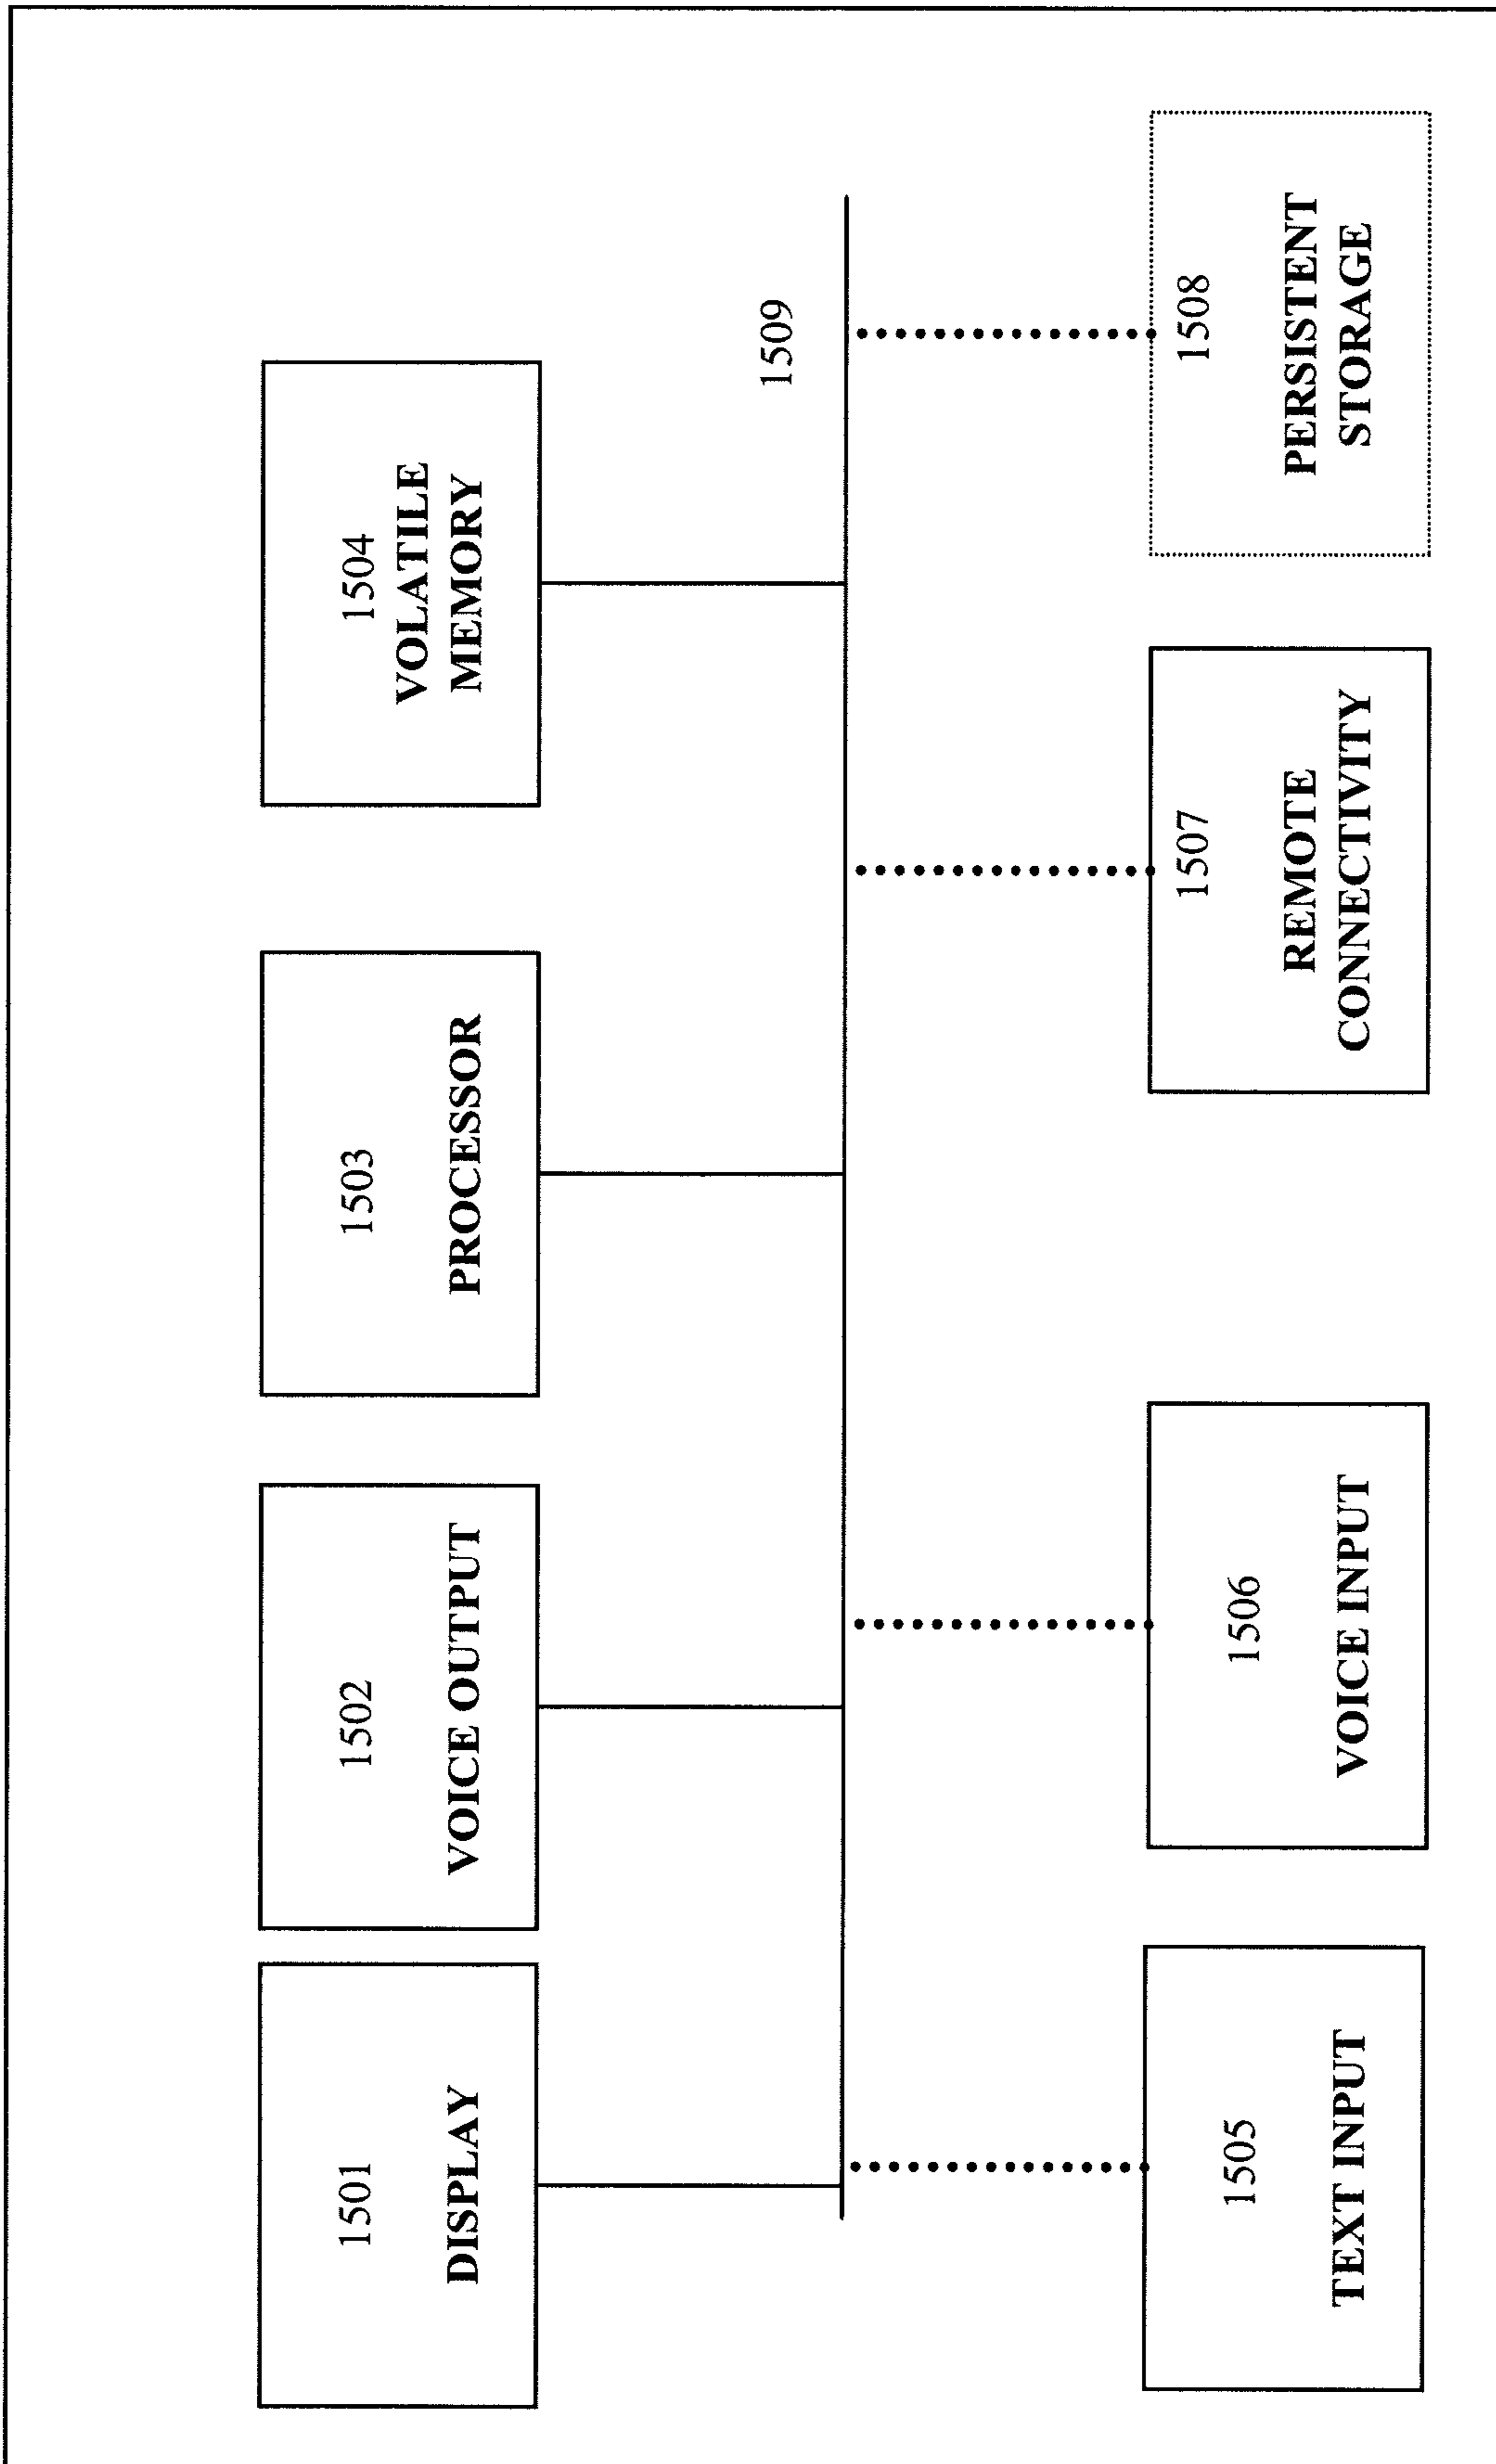 1501
DISPLAY
1502
VOICE OUTPUT
1503
PROCESSOR
1504
VOLATILE
MEMORY
1509
1505
TEXT INPUT
1506
VOICE INPUT
1507
REMOTE
CONNECTIVITY
1508
PERSISTENT
STORAGE